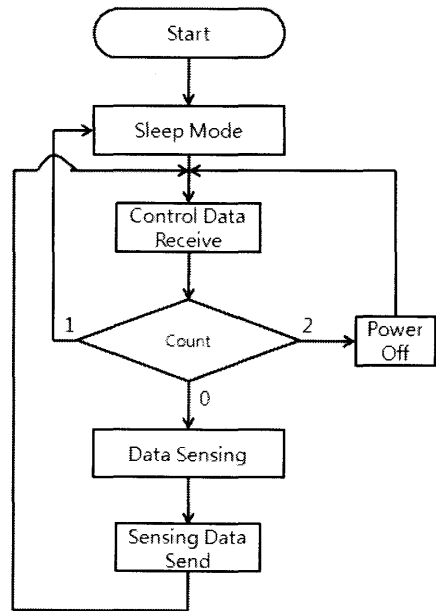 Start
Sleep Mode
Control Data
Receive
1
Count
2
Power
Off
0
Data Sensing
Sensing Data
Send